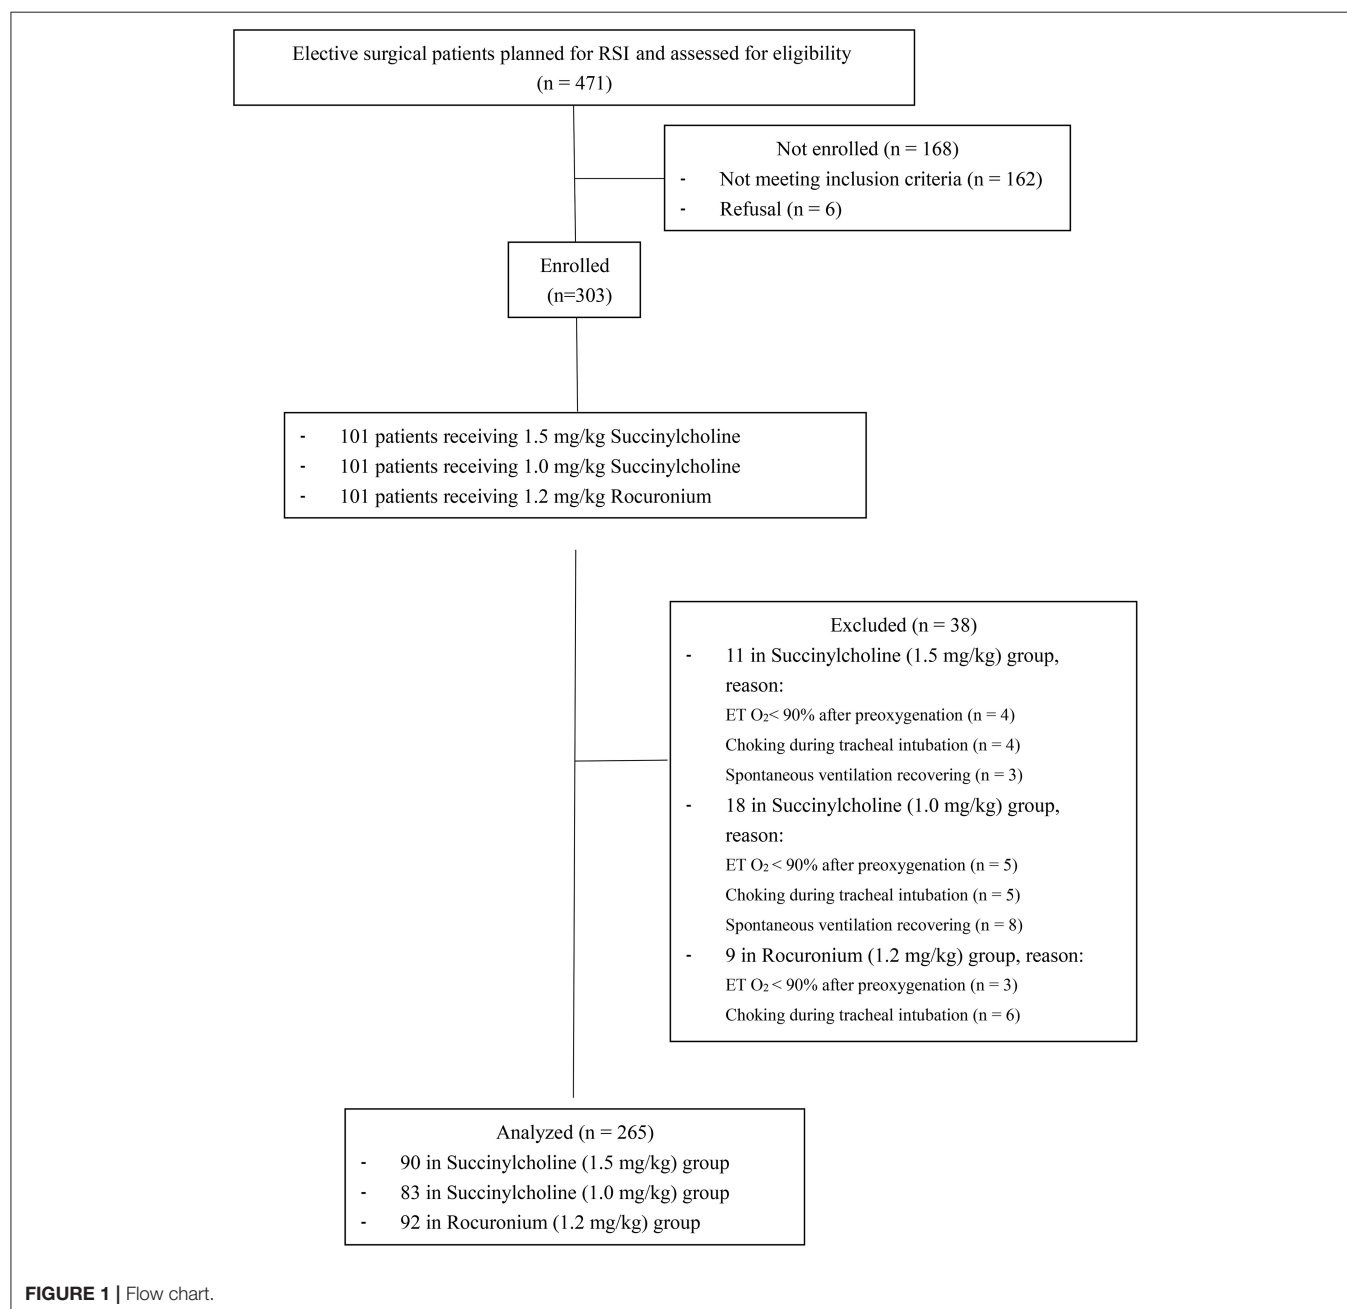 Elective surgical patients planned for RSI and assessed for eligibility
(n = 471)
Not enrolled (n = 168)
- Not meeting inclusion criteria (n = 162)
- Refusal (n = 6)
Enrolled
(n=303)
- 101 patients receiving 1.5 mg/kg Succinylcholine
- 101 patients receiving 1.0 mg/kg Succinylcholine
- 101 patients receiving 1.2 mg/kg Rocuronium
Excluded (n = 38)
- 11 in Succinylcholine (1.5 mg/kg) group,
reason:
ET O₂< 90% after preoxygenation (n = 4)
Choking during tracheal intubation (n = 4)
Spontaneous ventilation recovering (n = 3)
- 18 in Succinylcholine (1.0 mg/kg) group,
reason:
ET O₂ < 90% after preoxygenation (n = 5)
Choking during tracheal intubation (n = 5)
Spontaneous ventilation recovering (n = 8)
- 9 in Rocuronium (1.2 mg/kg) group, reason:
ET O₂ < 90% after preoxygenation (n = 3)
Choking during tracheal intubation (n = 6)
Analyzed (n = 265)
- 90 in Succinylcholine (1.5 mg/kg) group
- 83 in Succinylcholine (1.0 mg/kg) group
- 92 in Rocuronium (1.2 mg/kg) group
FIGURE 1 | Flow chart.